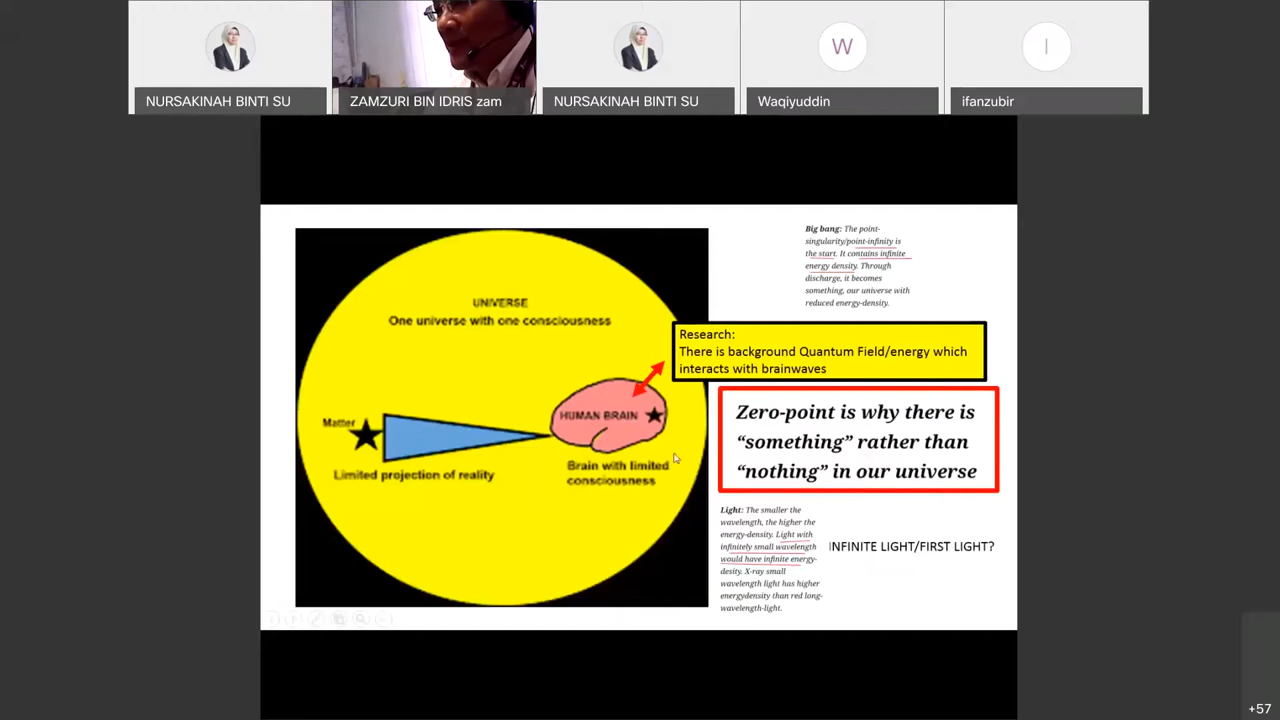 NURSAKINAH BINTI SU
ZAMZURI BIN IDRIS zam
NURSAKINAH BINTI SU
W
Waqiyuddin
I
ifanzubir
UNIVERSE
One universe with one consciousness
Matter
HUMAN BRAIN
Limited projection of reality
Brain with limited
consciousness
Big bang: The point-
singularity/point-infinity is
the start. It contains infinite
energy density. Through
discharge, it becomes
something, our universe with
reduced energy-density.
Research:
There is background Quantum Field/energy which
interacts with brainwaves
Zero-point is why there is
“something” rather than
“nothing” in our universe
Light: The smaller the
wavelength, the higher the
energy-density. Light with
infinitely small wavelength
would have infinite energy-
desity. X-ray small
wavelength light has higher
energydensity than red long-
wavelength-light.
INFINITE LIGHT/FIRST LIGHT?
+57